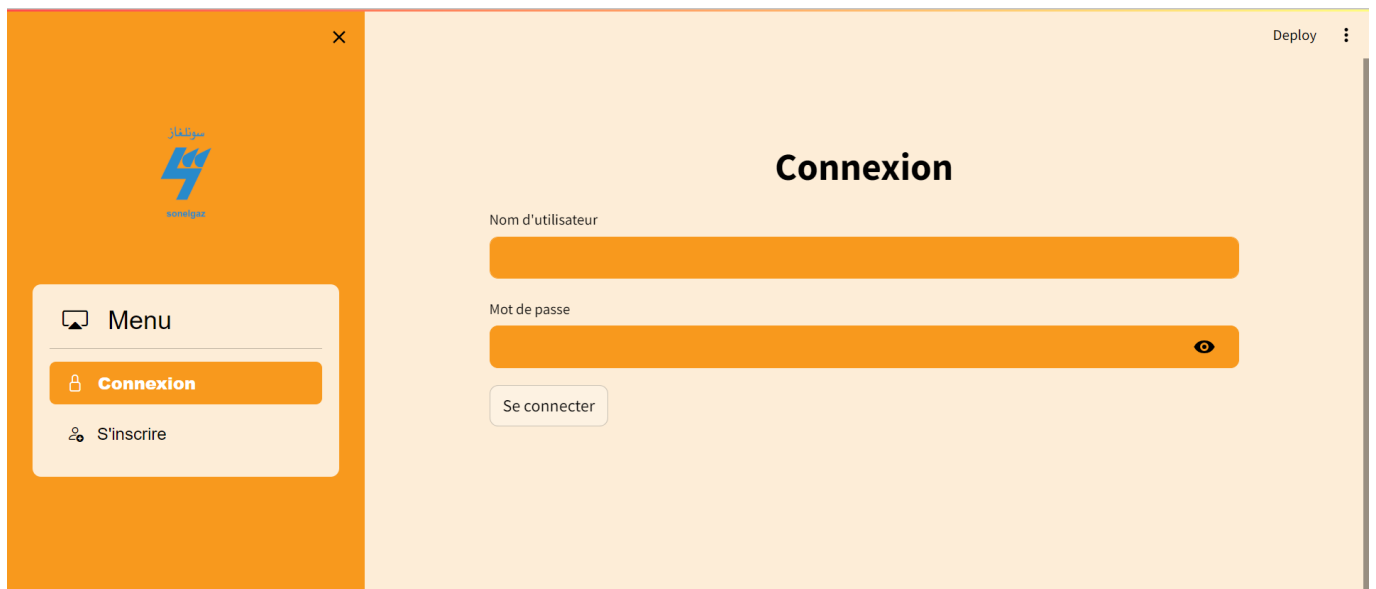 Deploy
سونلغاز
sonelgaz
Menu
Connexion
S'inscrire
Connexion
Nom d'utilisateur
Mot de passe
Se connecter